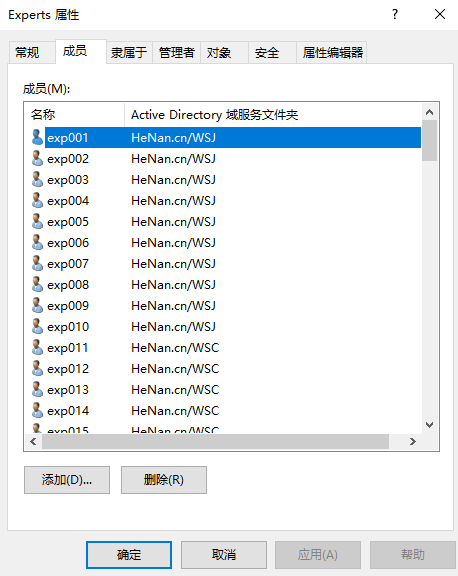 Experts 属性
?
常规 成员 隶属于 管理者 对象 安全 属性编辑器
成员(M):
名称 Active Directory 域服务文件夹
exp001 HeNan.cn/WSJ
exp002 HeNan.cn/WSJ
exp003 HeNan.cn/WSJ
exp004 HeNan.cn/WSJ
exp005 HeNan.cn/WSJ
exp006 HeNan.cn/WSJ
exp007 HeNan.cn/WSJ
exp008 HeNan.cn/WSJ
exp009 HeNan.cn/WSJ
exp010 HeNan.cn/WSJ
exp011 HeNan.cn/WSC
exp012 HeNan.cn/WSC
exp013 HeNan.cn/WSC
exp014 HeNan.cn/WSC
exp015 HeNan.cn/WSC
添加(D)... 删除(R)
确定 取消 应用(A) 帮助